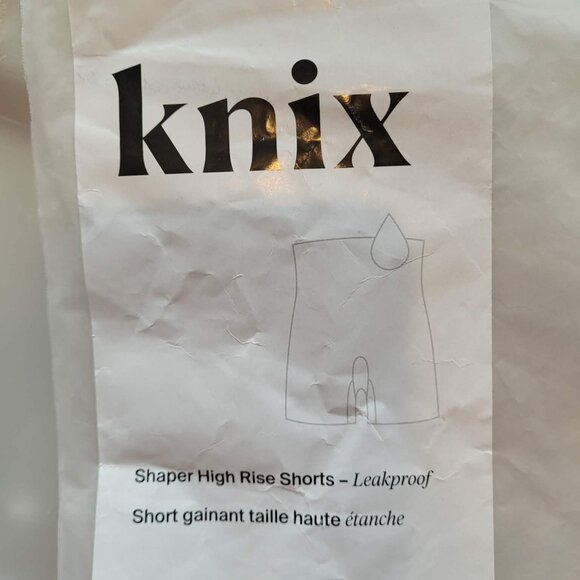 knix
Shaper High Rise Shorts – Leakproof
Short gainant taille haute étanche